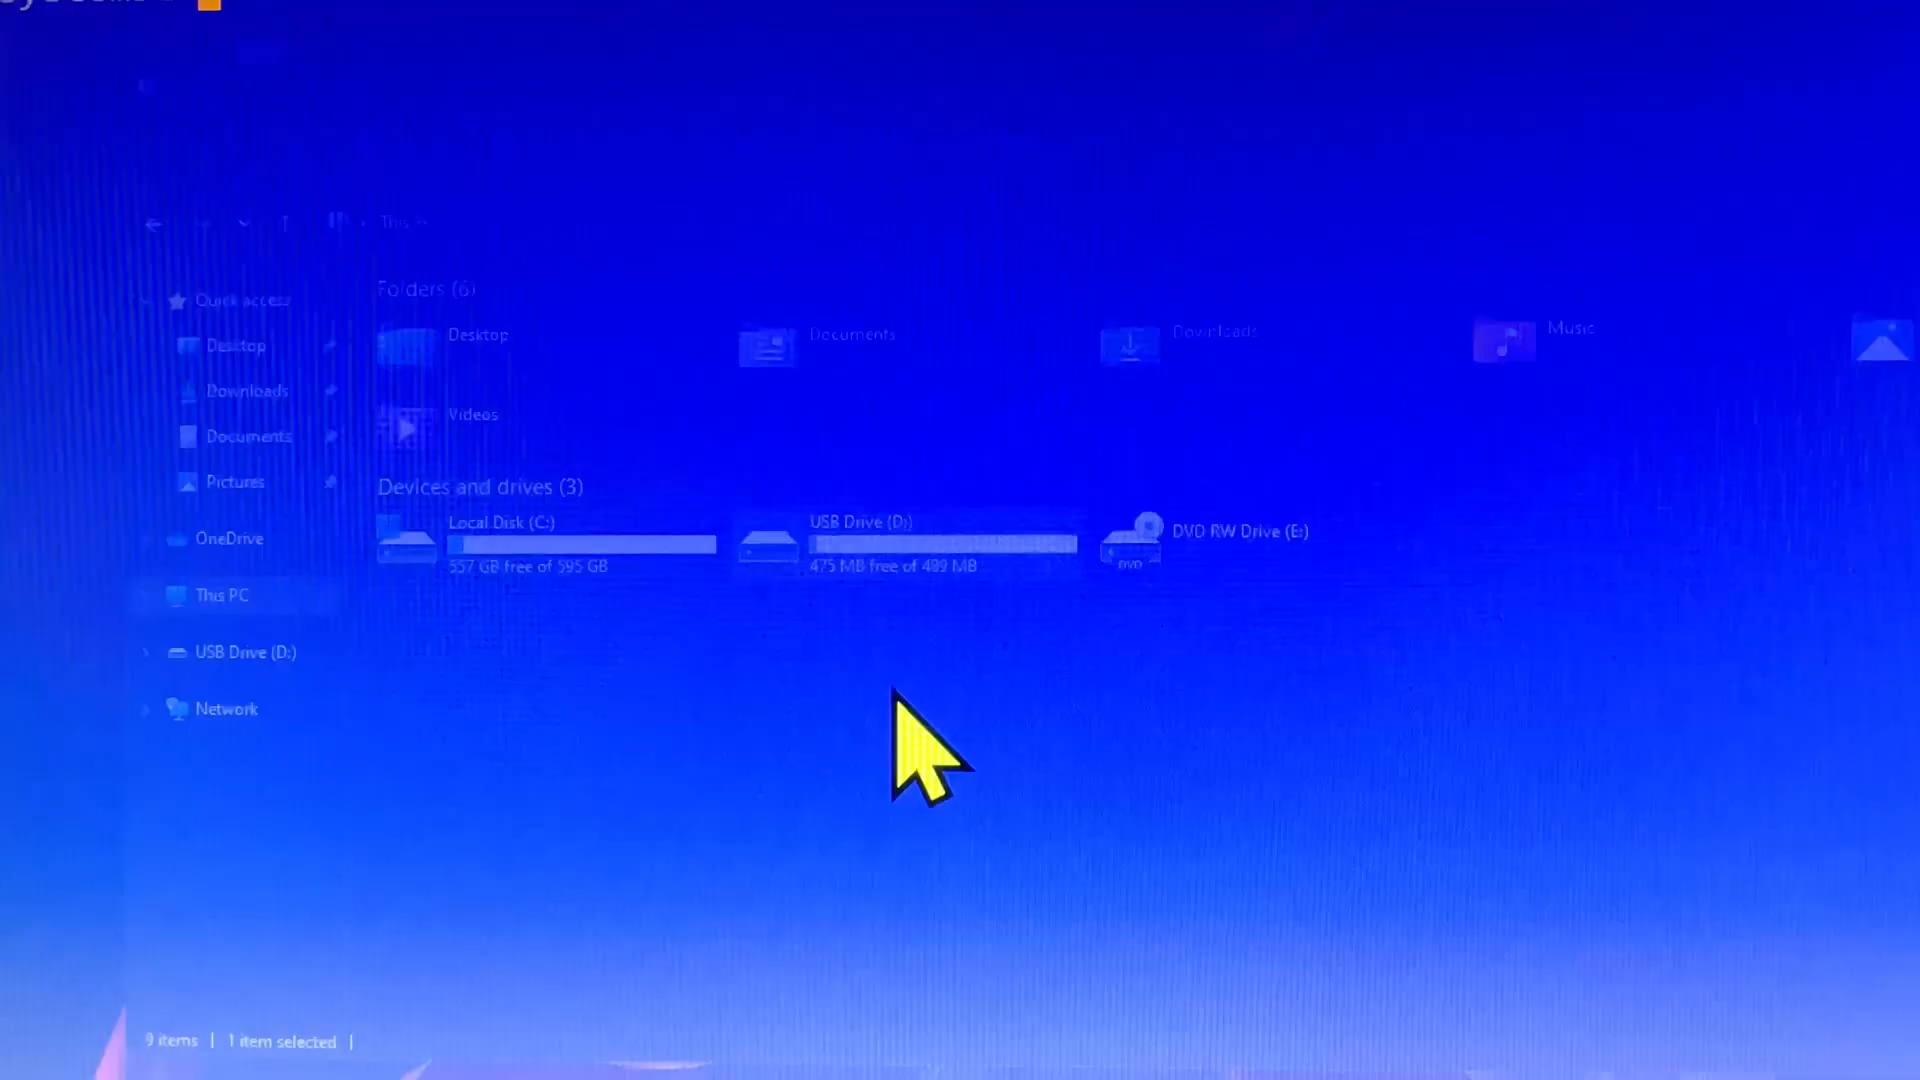 This
Folders (6)
Quick access
Desktop
Documents
Downloads
Music
Desktop
Downloads
Videos
Documents
Pictures
Devices and drives (3)
Local Disk (C:)
USB Drive (D:)
DVD RW Drive (E:)
OneDrive
557 GB free of 595 GB
475 MB free of 489 MB
DVD
This PC
USB Drive (D:)
Network
9 items | 1 item selected |